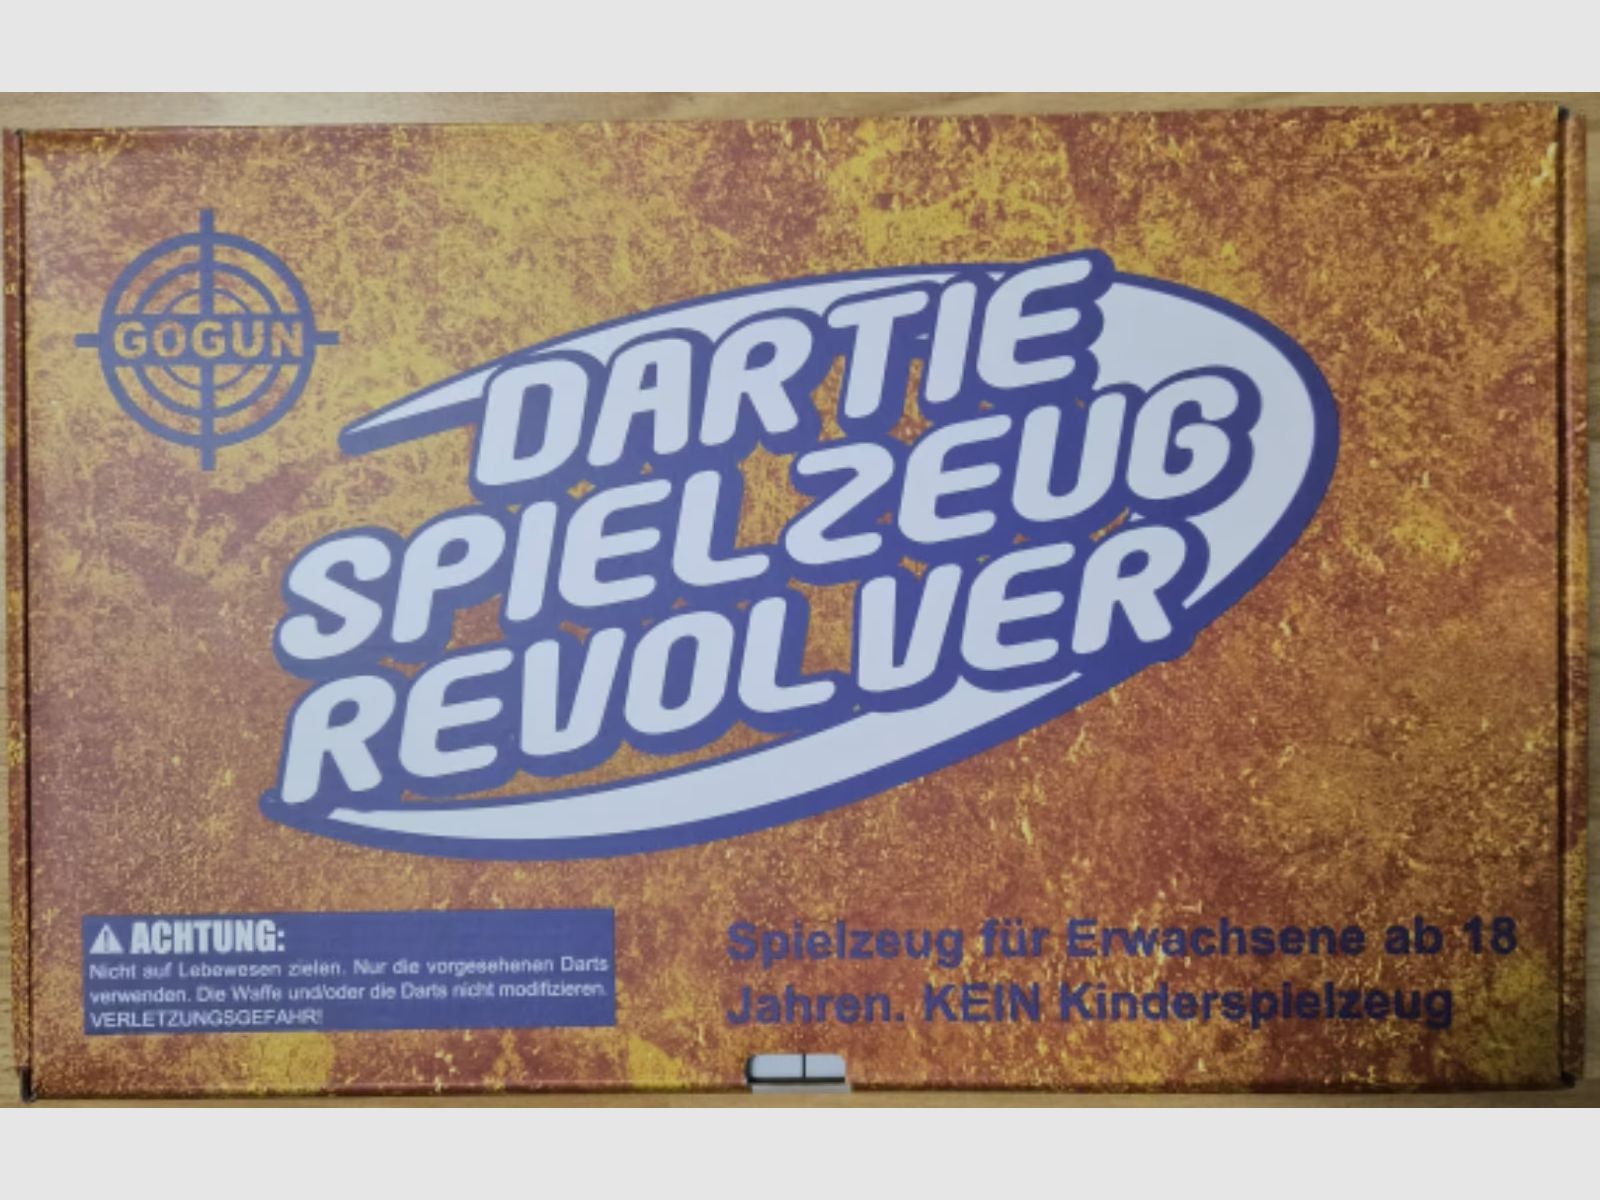 GOGUN
DARTIE
SPIELZEUG
REVOLVER
ACHTUNG:
Nicht auf Lebewesen zielen. Nur die vorgesehenen Darts
verwenden. Die Waffe und/oder die Darts nicht modifizieren.
VERLETZUNGSGEFAHR!
Spielzeug für Erwachsene ab 18
Jahren. KEIN Kinderspielzeug